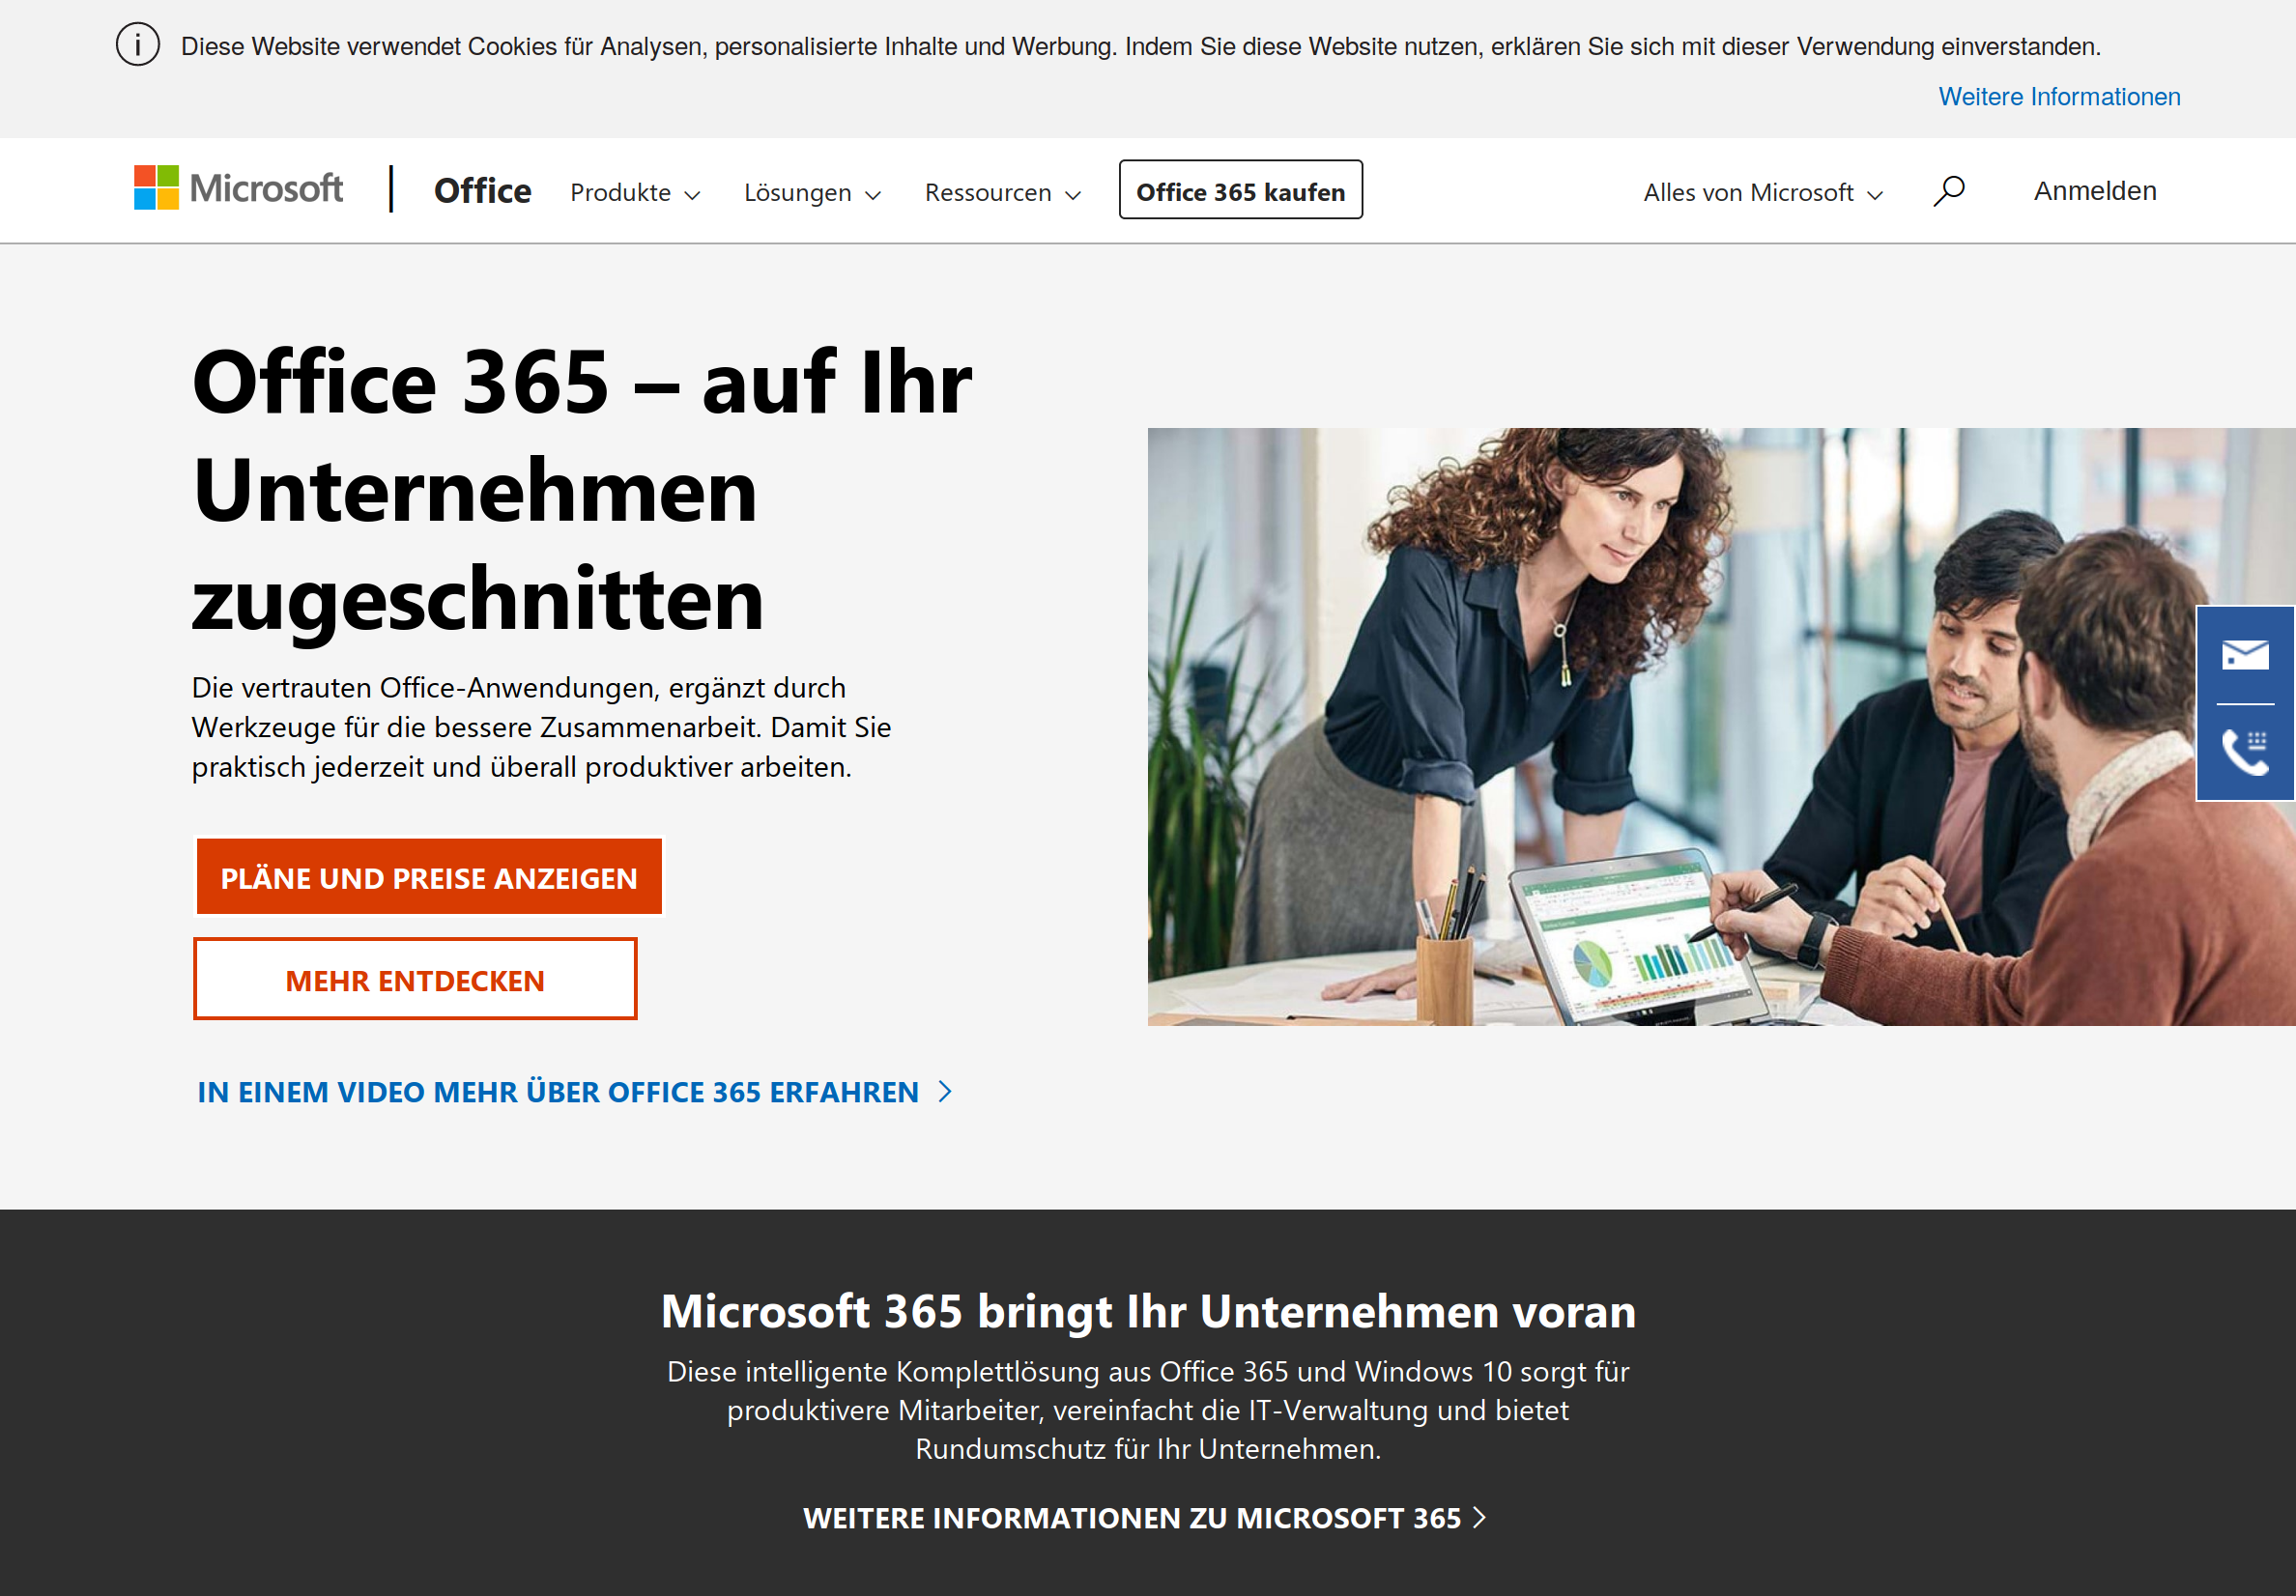 Diese Website verwendet Cookies für Analysen, personalisierte Inhalte und Werbung. Indem Sie diese Website nutzen, erklären Sie sich mit dieser Verwendung einverstanden.
Weitere Informationen
Microsoft Office Produkte Lösungen Ressourcen Office 365 kaufen Alles von Microsoft Anmelden
Office 365 – auf Ihr
Unternehmen
zugeschnitten
Die vertrauten Office-Anwendungen, ergänzt durch
Werkzeuge für die bessere Zusammenarbeit. Damit Sie
praktisch jederzeit und überall produktiver arbeiten.
PLÄNE UND PREISE ANZEIGEN
MEHR ENTDECKEN
IN EINEM VIDEO MEHR ÜBER OFFICE 365 ERFAHREN
Microsoft 365 bringt Ihr Unternehmen voran
Diese intelligente Komplettlösung aus Office 365 und Windows 10 sorgt für
produktivere Mitarbeiter, vereinfacht die IT-Verwaltung und bietet
Rundumschutz für Ihr Unternehmen.
WEITERE INFORMATIONEN ZU MICROSOFT 365